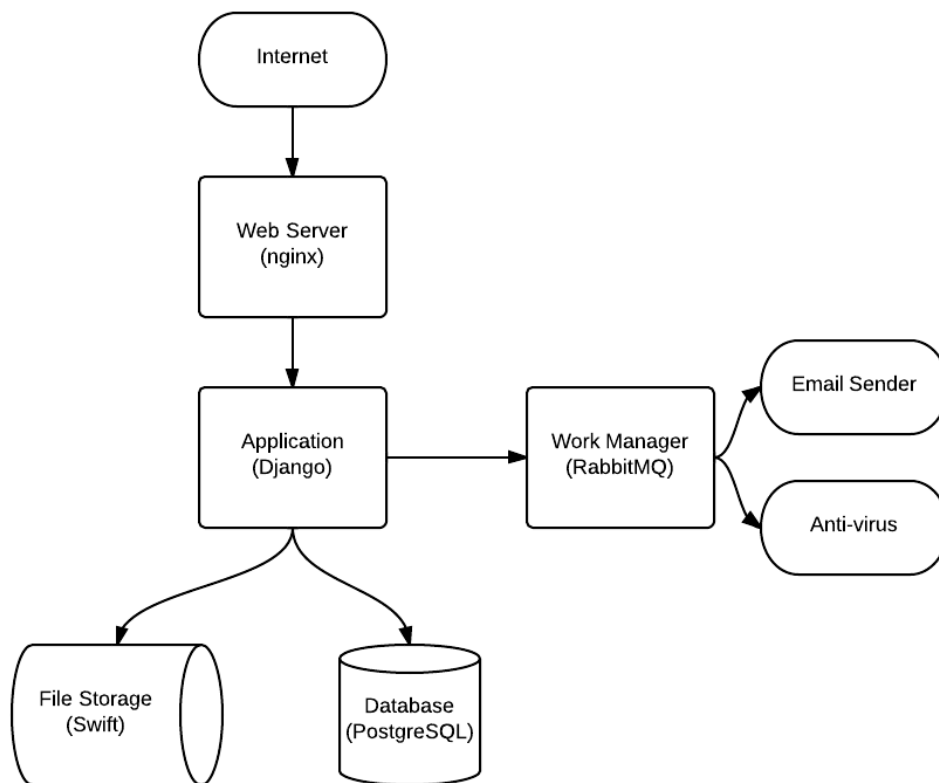 Internet
Web Server
(nginx)
Application
(Django)
Work Manager
(RabbitMQ)
Email Sender
Anti-virus
File Storage
(Swift)
Database
(PostgreSQL)